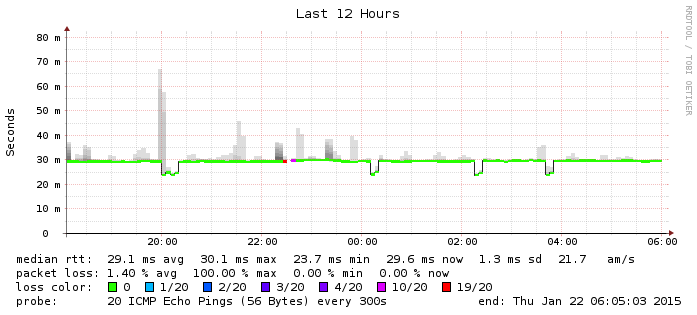 Last 12 Hours
RRDTOOL / TOBI OETIKER
Seconds
80 m
70 m
60 m
50 m
40 m
30 m
20 m
10 m
0
20:00 22:00 00:00 02:00 04:00 06:00
median rtt: 29.1 ms avg 30.1 ms max 23.7 ms min 29.6 ms now 1.3 ms sd 21.7 am/s
packet loss: 1.40 % avg 100.00 % max 0.00 % min 0.00 % now
loss color: 0 1/20 2/20 3/20 4/20 10/20 19/20
probe: 20 ICMP Echo Pings (56 Bytes) every 300s end: Thu Jan 22 06:05:03 2015